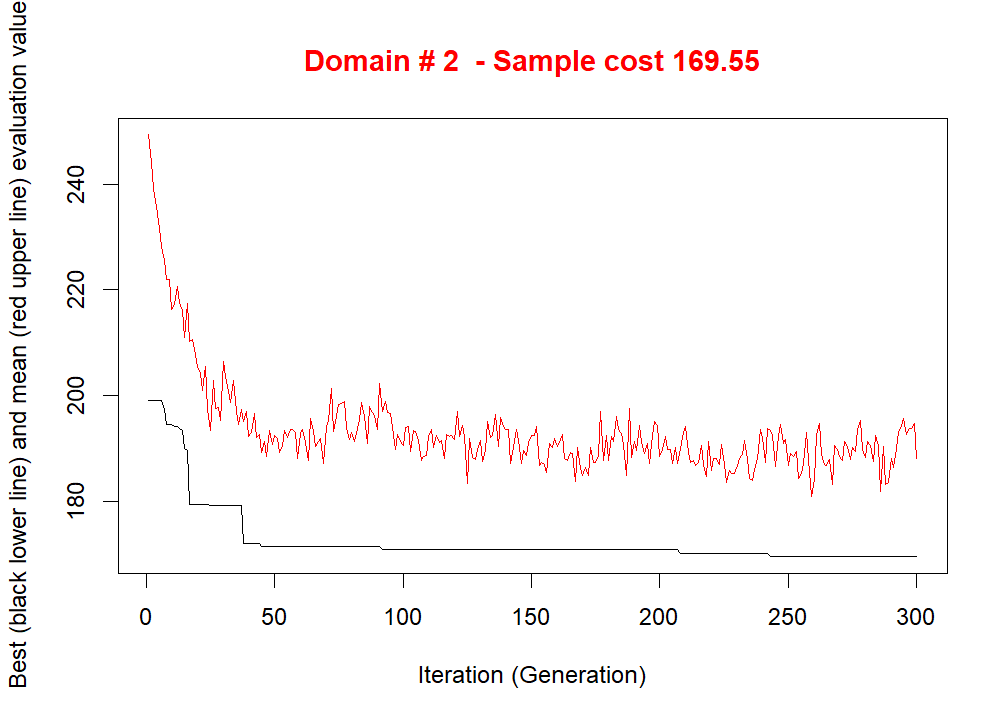 Domain # 2  - Sample cost 169.55
Best (black lower line) and mean (red upper line) evaluation value
240
220
200
180
0 50 100 150 200 250 300
Iteration (Generation)